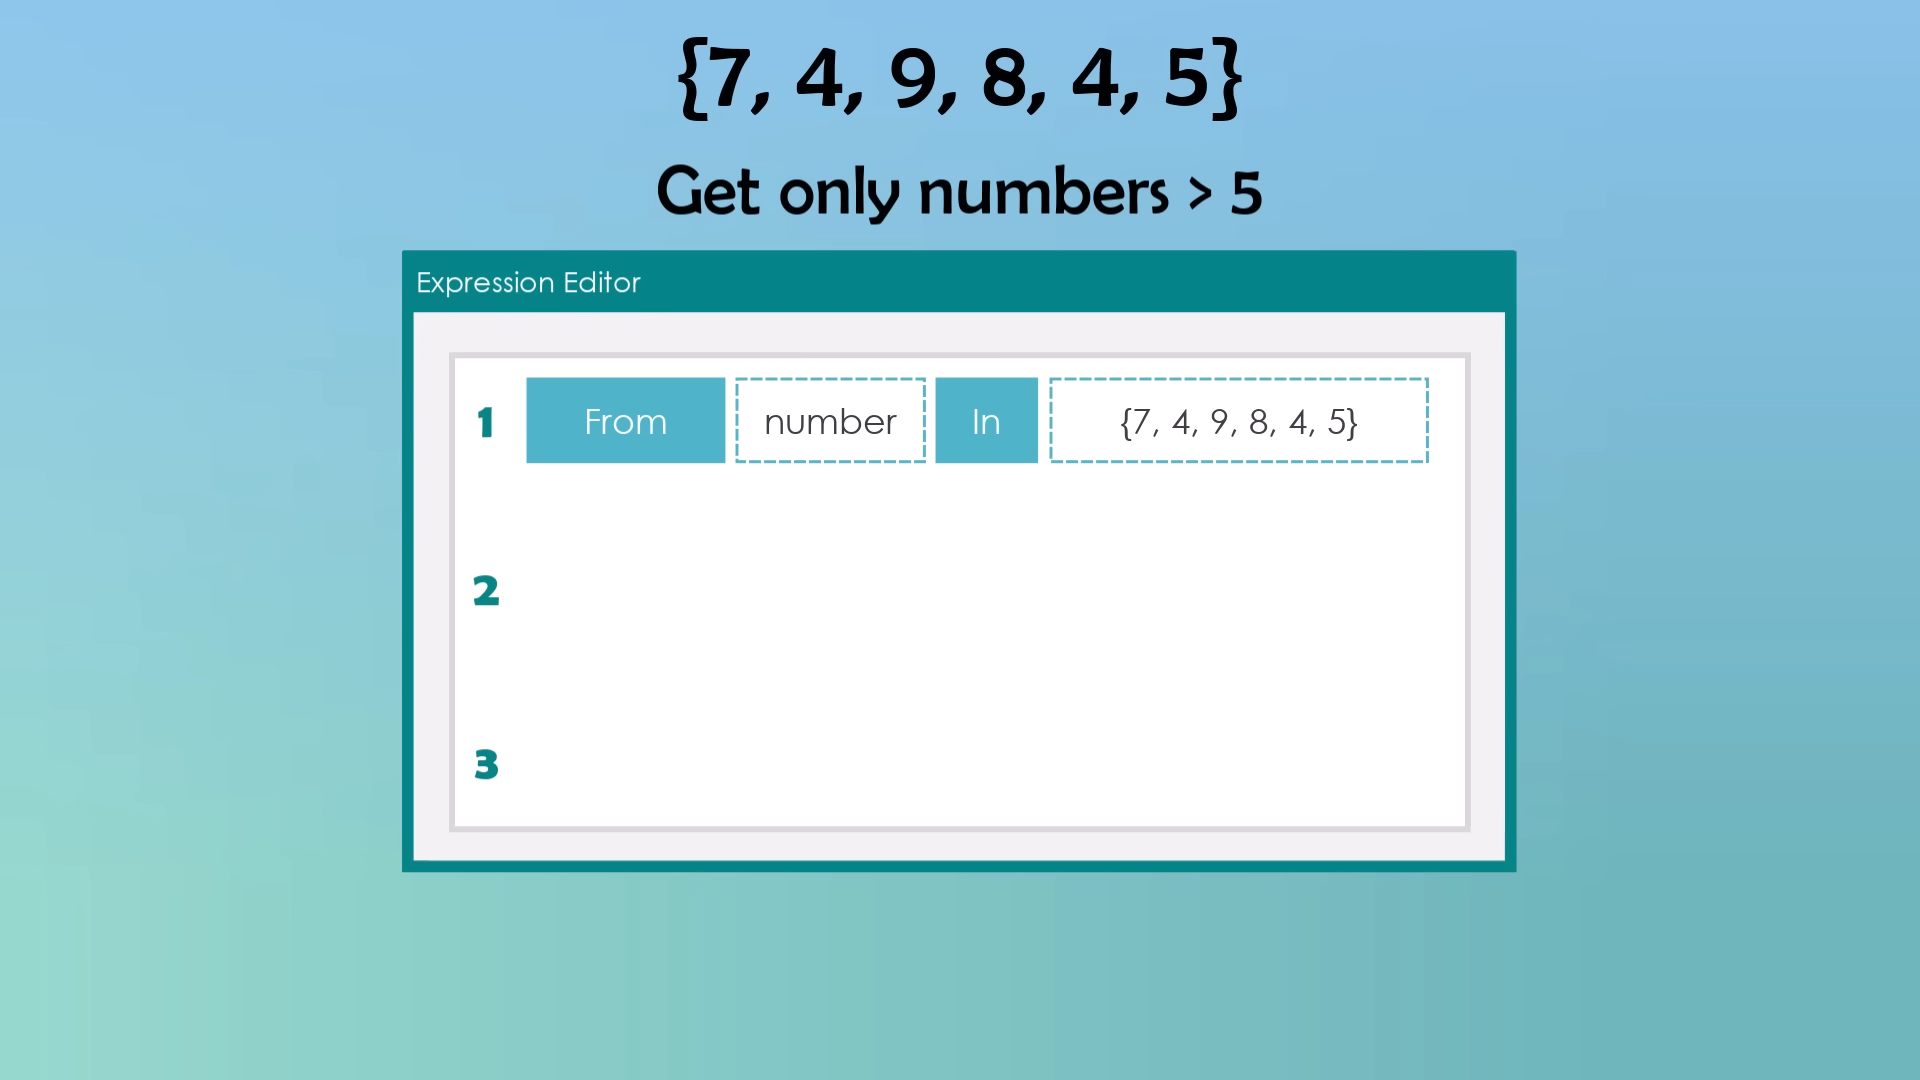 {7, 4, 9, 8, 4, 5}
Get only numbers > 5
Expression Editor
1 From number In {7, 4, 9, 8, 4, 5}
2
3